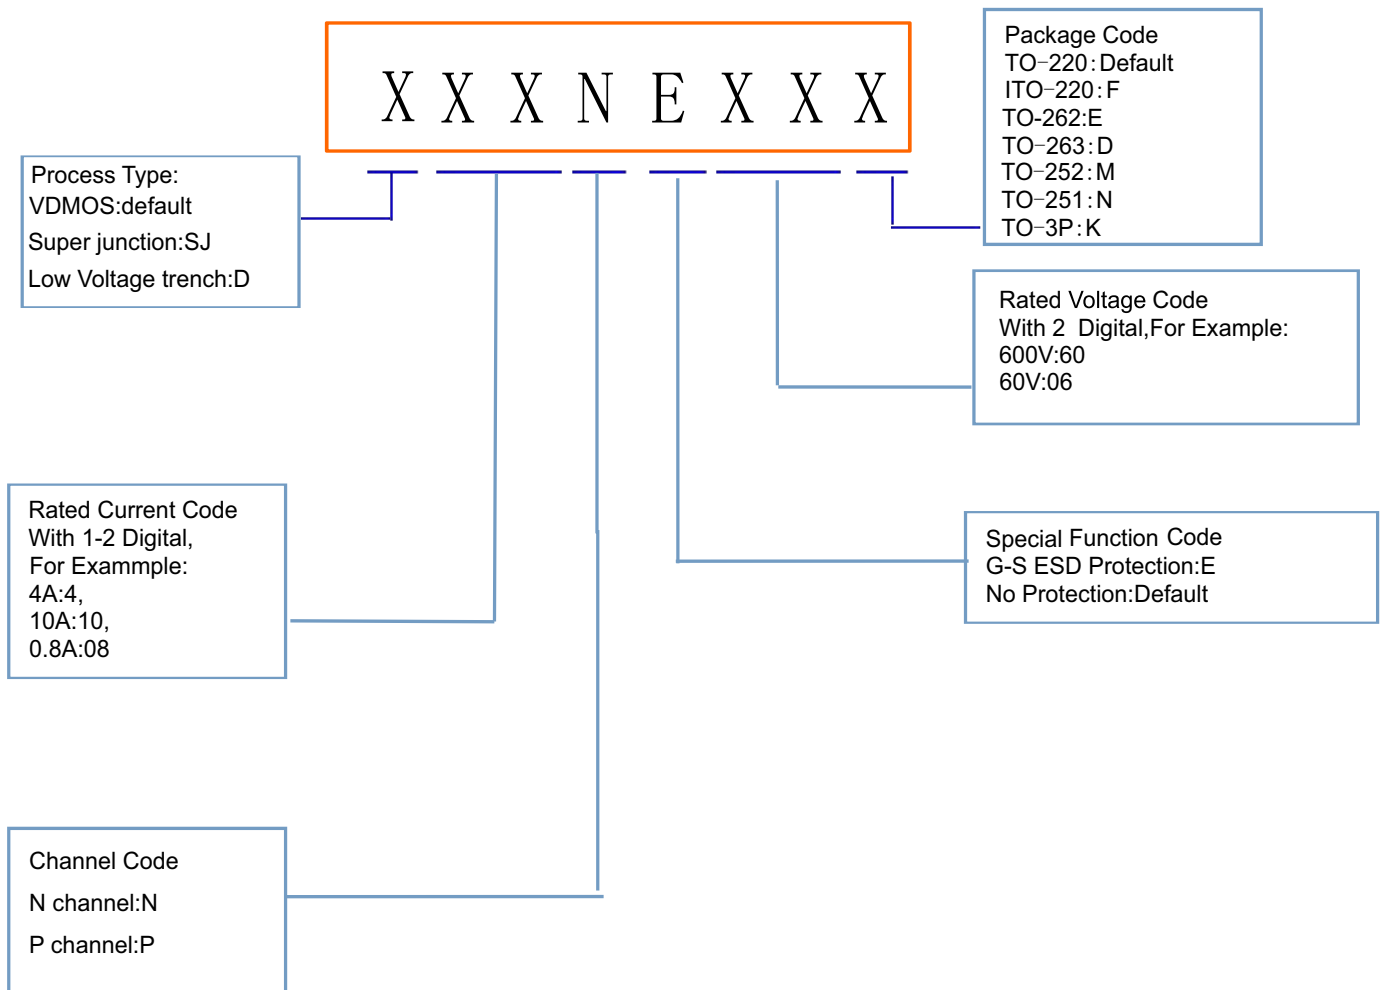 X X X N E X X X
Package Code
TO-220:Default
ITO-220:F
TO-262:E
TO-263:D
TO-252:M
TO-251:N
TO-3P:K
Process Type:
VDMOS:default
Super junction:SJ
Low Voltage trench:D
Rated Voltage Code
With 2 Digital,For Example:
600V:60
60V:06
Rated Current Code
With 1-2 Digital,
For Exammple:
4A:4,
10A:10,
0.8A:08
Special Function Code
G-S ESD Protection:E
No Protection:Default
Channel Code
N channel:N
P channel:P